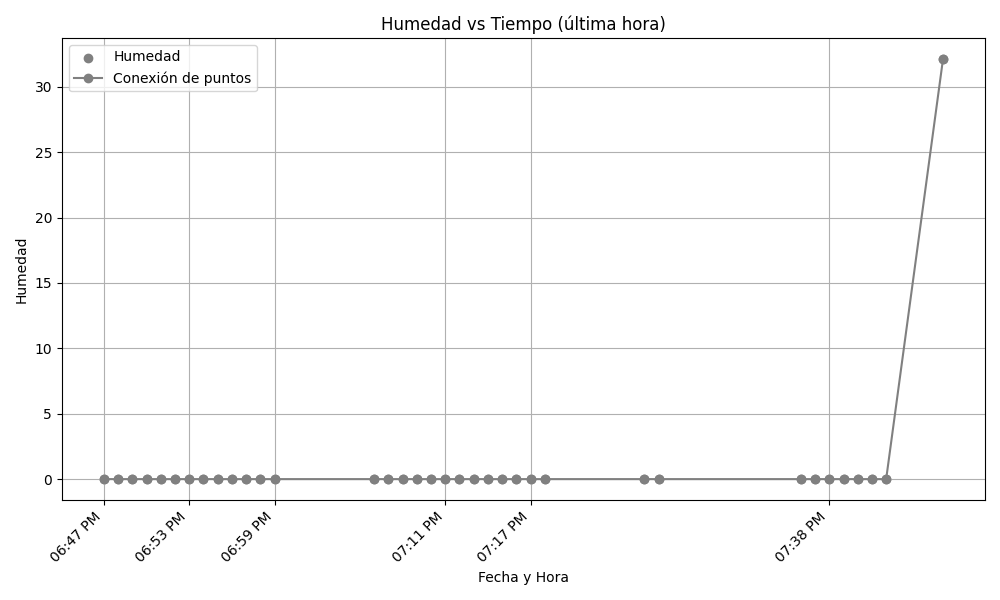 Humedad vs Tiempo (última hora)
Humedad
Conexión de puntos
30
25
20
15
10
5
0
Humedad
06:47 PM
06:53 PM
06:59 PM
07:11 PM
07:17 PM
07:38 PM
Fecha y Hora